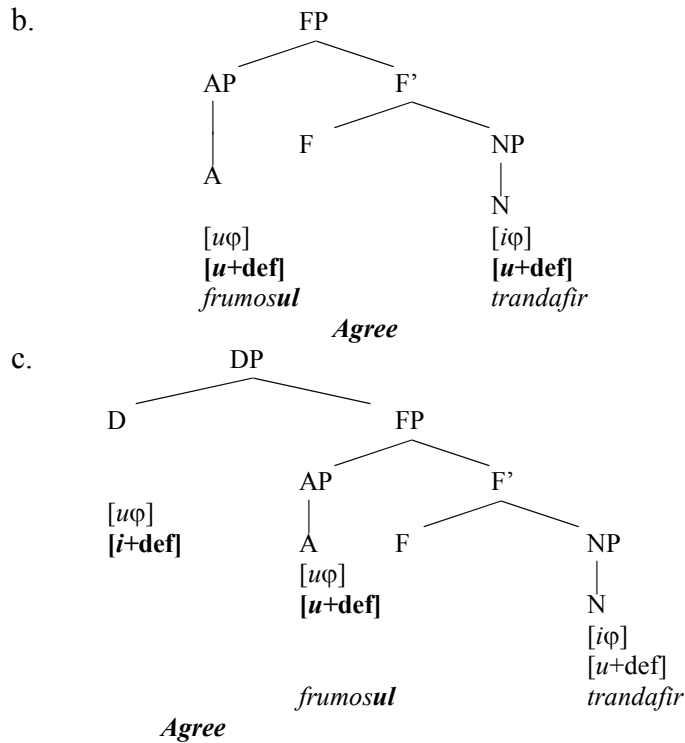 b.
FP
AP F'
F NP
A
N
[uφ] [iφ]
[u+def] [u+def]
frumosul trandafir
Agree
c.
DP
D FP
AP F'
[uφ]
[i+def] A F NP
[uφ]
[u+def] N
[iφ]
[u+def]
frumosul trandafir
Agree